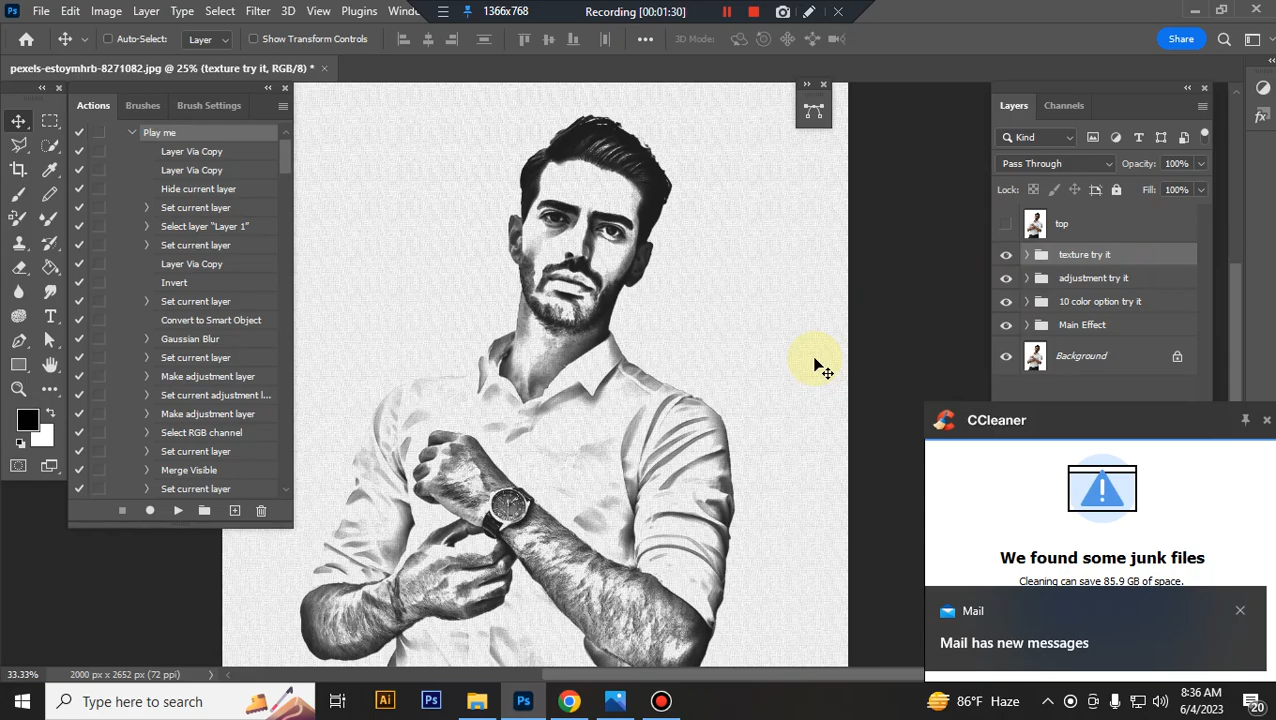 1366x768
Recording [00:01:30]
File Edit Image Layer Type Select Filter 3D View Plugins Windo
Auto-Select: Layer Show Transform Controls 3D Mode: Share
pexels-estoymhrb-8271082.jpg @ 25% (texture try it, RGB/8) *
Actions Brushes Brush Settings
Play me
Layer Via Copy
Layer Via Copy
Hide current layer
Set current layer
Select layer “Layer 1”
Set current layer
Layer Via Copy
Invert
Set current layer
Convert to Smart Object
Gaussian Blur
Set current layer
Make adjustment layer
Set current adjustment l...
Make adjustment layer
Select RGB channel
Set current layer
Merge Visible
Set current layer
Layers Channels
Kind
Pass Through Opacity: 100%
Lock: Fill: 100%
top
texture try it
adjustment try it
10 color option try it
Main Effect
Background
CCleaner
We found some junk files
Cleaning can save 85.9 GB of space.
Mail
Mail has new messages
33.33% 2000 px x 2652 px (72 ppi)
Type here to search
86°F Haze
8:36 AM
6/4/2023
20